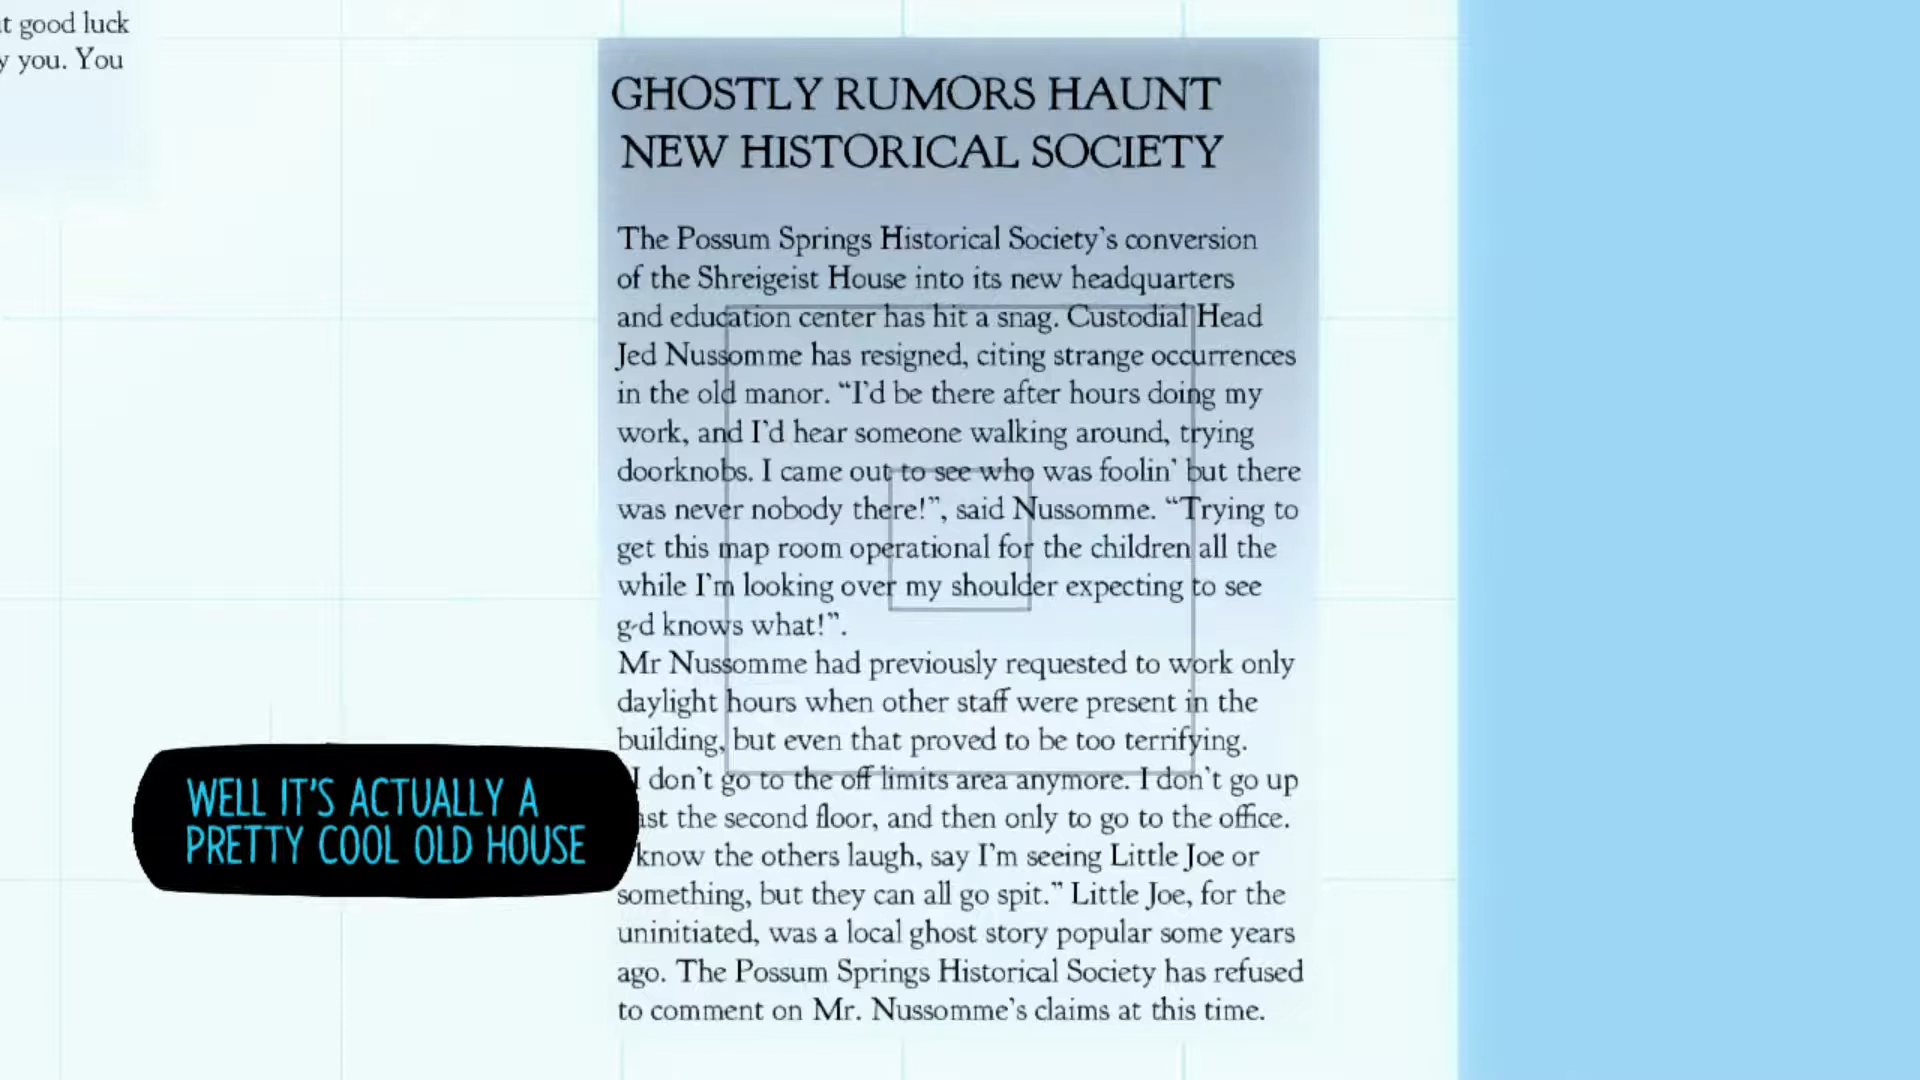 t good luck
y you. You
GHOSTLY RUMORS HAUNT
NEW HISTORICAL SOCIETY
The Possum Springs Historical Society's conversion
of the Shreigeist House into its new headquarters
and education center has hit a snag. Custodial Head
Jed Nussomme has resigned, citing strange occurrences
in the old manor. “I'd be there after hours doing my
work, and I'd hear someone walking around, trying
doorknobs. I came out to see who was foolin' but there
was never nobody there!”, said Nussomme. “Trying to
get this map room operational for the children all the
while I'm looking over my shoulder expecting to see
g-d knows what!”.
Mr Nussomme had previously requested to work only
daylight hours when other staff were present in the
building, but even that proved to be too terrifying.
I don't go to the off limits area anymore. I don't go up
ast the second floor, and then only to go to the office.
know the others laugh, say I'm seeing Little Joe or
something, but they can all go spit.” Little Joe, for the
uninitiated, was a local ghost story popular some years
ago. The Possum Springs Historical Society has refused
to comment on Mr. Nussomme's claims at this time.
WELL IT'S ACTUALLY A
PRETTY COOL OLD HOUSE